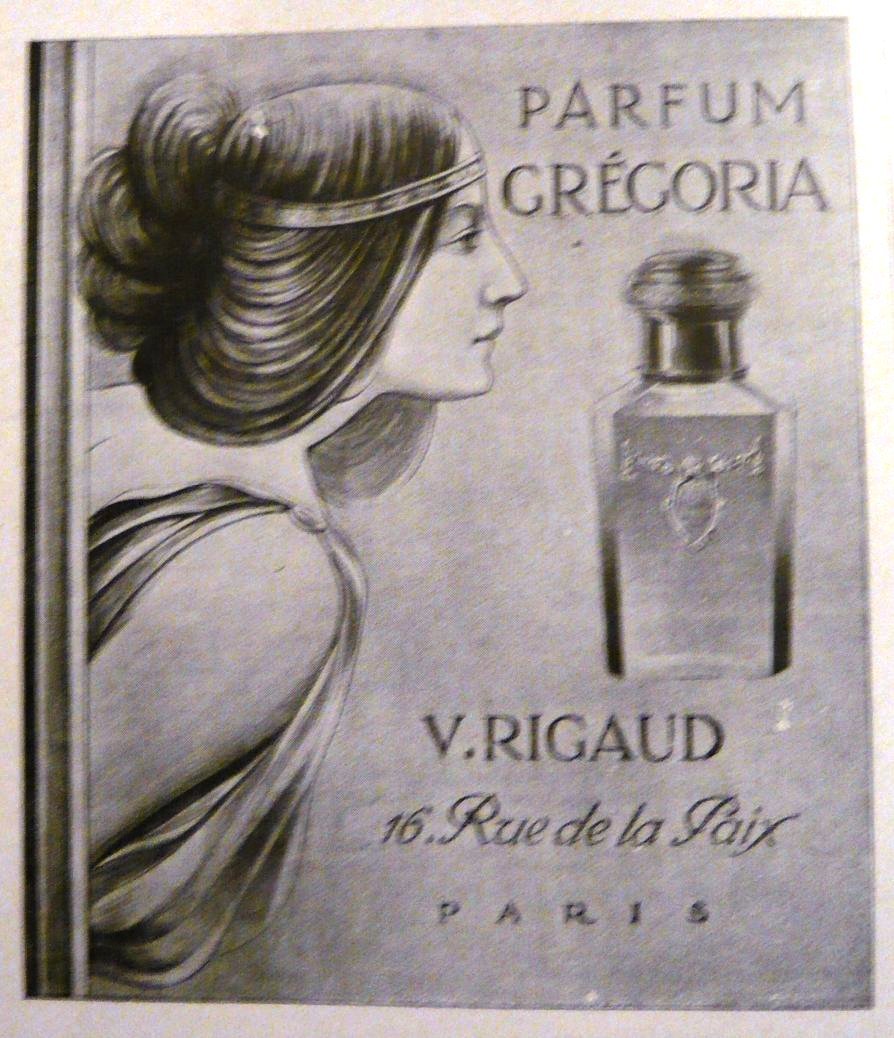 PARFUM
GRÉGORIA
V.RIGAUD
16.Rue de la Paix
PARIS